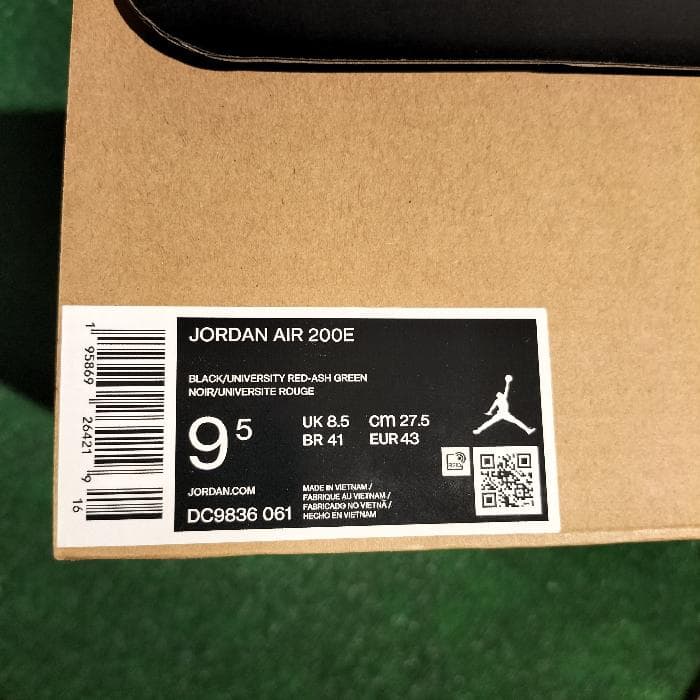 JORDAN AIR 200E
BLACK/UNIVERSITY RED-ASH GREEN
NOIR/UNIVERSITE ROUGE
9 5
UK 8.5 cm 27.5
BR 41 EUR 43
RFID
JORDAN.COM
DC9836 061
MADE IN VIETNAM /
FABRIQUE AU VIETNAM /
FABRICADO NO VIETNÃ /
HECHO EN VIETNAM
1 95869 26421 9 16